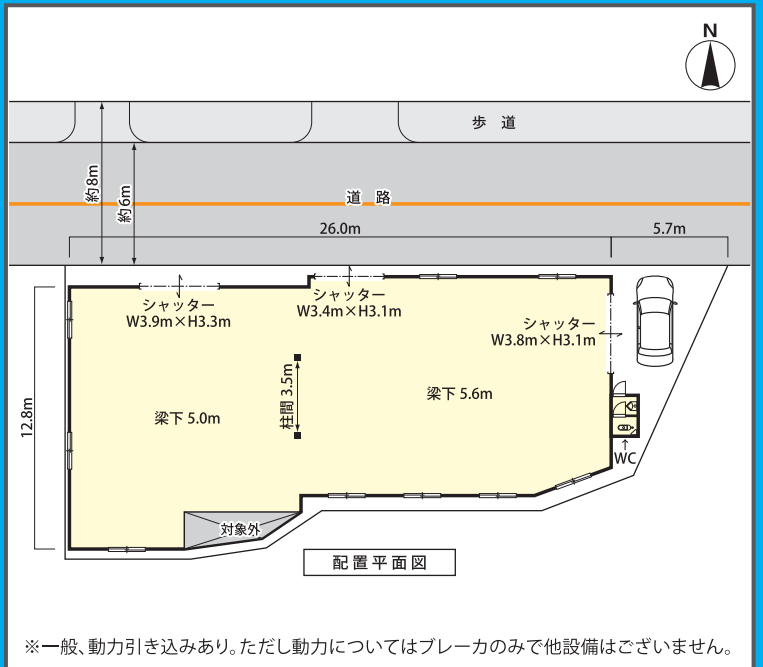 N
歩 道
約8m
約6m
道 路
26.0m
5.7m
シャッター
W3.9m×H3.3m
シャッター
W3.4m×H3.1m
シャッター
W3.8m×H3.1m
12.8m
柱間 3.5m
梁下 5.0m
梁下 5.6m
WC
対象外
配置平面図
※一般、動力引き込みあり。ただし動力についてはブレーカのみで他設備はございません。